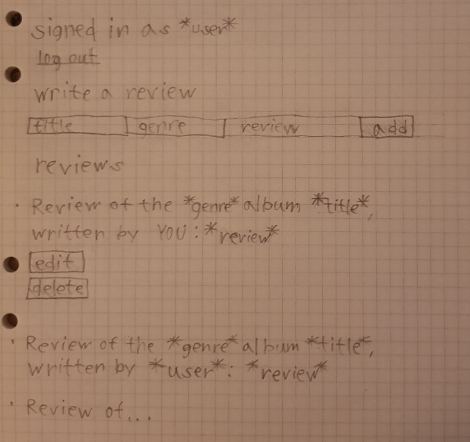 signed in as *user*
log out
write a review
title genre review add
reviews
· Review of the *genre* album *title*,
written by YOU: *review*
edit
delete
· Review of the *genre* album *title*,
written by *user*: *review*
· Review of...